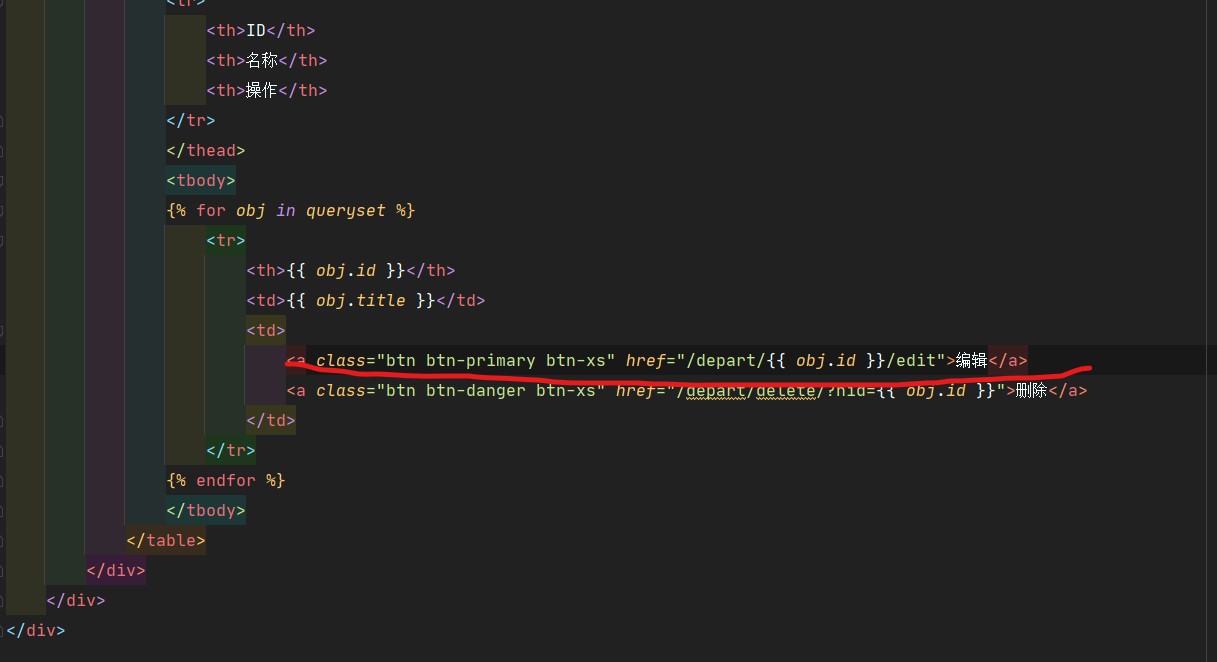 <tr>
<th>ID</th>
<th>名称</th>
<th>操作</th>
</tr>
</thead>
<tbody>
{% for obj in queryset %}
<tr>
<th>{{ obj.id }}</th>
<td>{{ obj.title }}</td>
<td>
<a class="btn btn-primary btn-xs" href="/depart/{{ obj.id }}/edit">编辑</a>
<a class="btn btn-danger btn-xs" href="/depart/delete/?nid={{ obj.id }}">删除</a>
</td>
</tr>
{% endfor %}
</tbody>
</table>
</div>
</div>
</div>